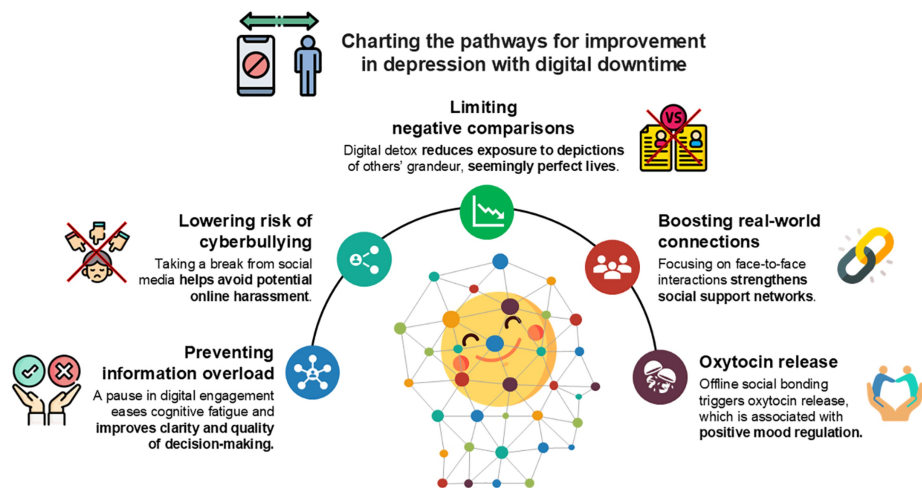 Charting the pathways for improvement
in depression with digital downtime
Limiting
negative comparisons
Digital detox reduces exposure to depictions
of others' grandeur, seemingly perfect lives.
VS
Lowering risk of
cyberbullying
Taking a break from social
media helps avoid potential
online harassment.
Boosting real-world
connections
Focusing on face-to-face
interactions strengthens
social support networks.
Preventing
information overload
A pause in digital engagement
eases cognitive fatigue and
improves clarity and quality
of decision-making.
Oxytocin release
Offline social bonding
triggers oxytocin release,
which is associated with
positive mood regulation.